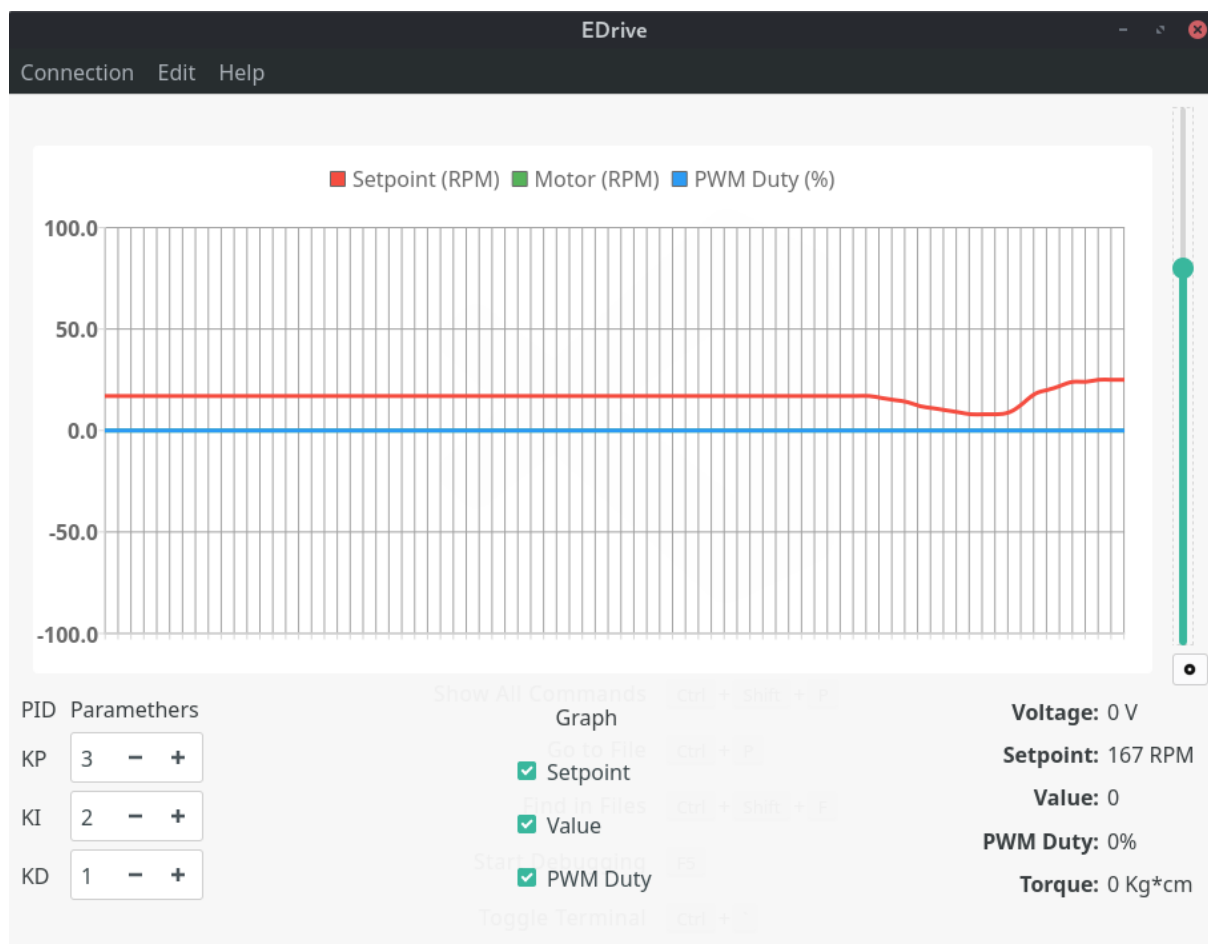 EDrive
Connection Edit Help
Setpoint (RPM) Motor (RPM) PWM Duty (%)
100.0
50.0
0.0
-50.0
-100.0
Show All Commands Ctrl + Shift + P
PID Paramethers
Graph
Voltage: 0 V
Go to File Ctrl + P
KP 3 − +
Setpoint
Setpoint: 167 RPM
Find in Files Ctrl + Shift + F
KI 2 − +
Value
Value: 0
PWM Duty: 0%
Start Debugging F5
KD 1 − +
PWM Duty
Torque: 0 Kg*cm
Toggle Terminal Ctrl + `